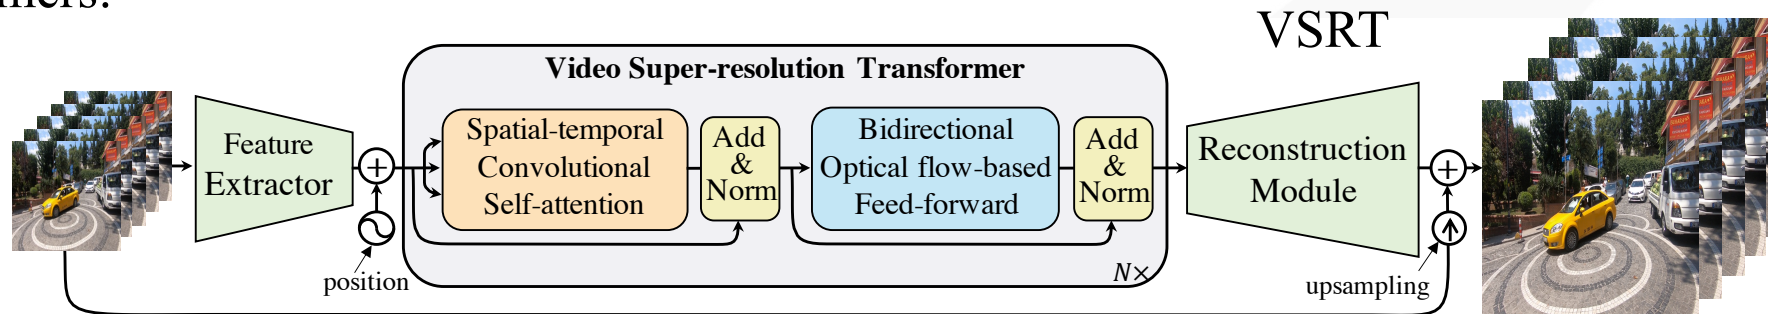 VSRT
Video Super-resolution Transformer
Feature
Extractor
position
Spatial-temporal
Convolutional
Self-attention
Add
&
Norm
Bidirectional
Optical flow-based
Feed-forward
Add
&
Norm
N×
Reconstruction
Module
upsampling